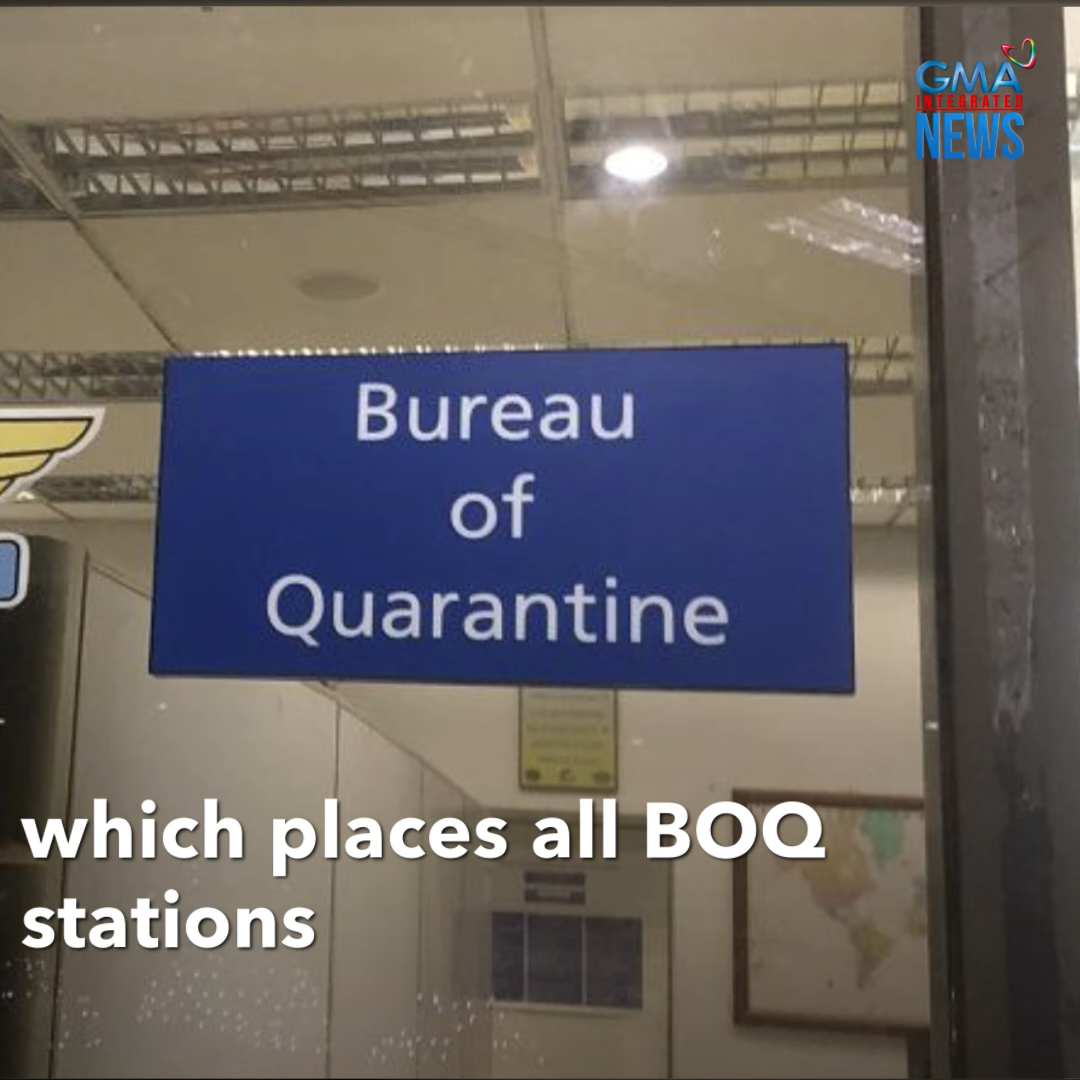 GMA
INTEGRATED
NEWS
Bureau
of
Quarantine
which places all BOQ
stations